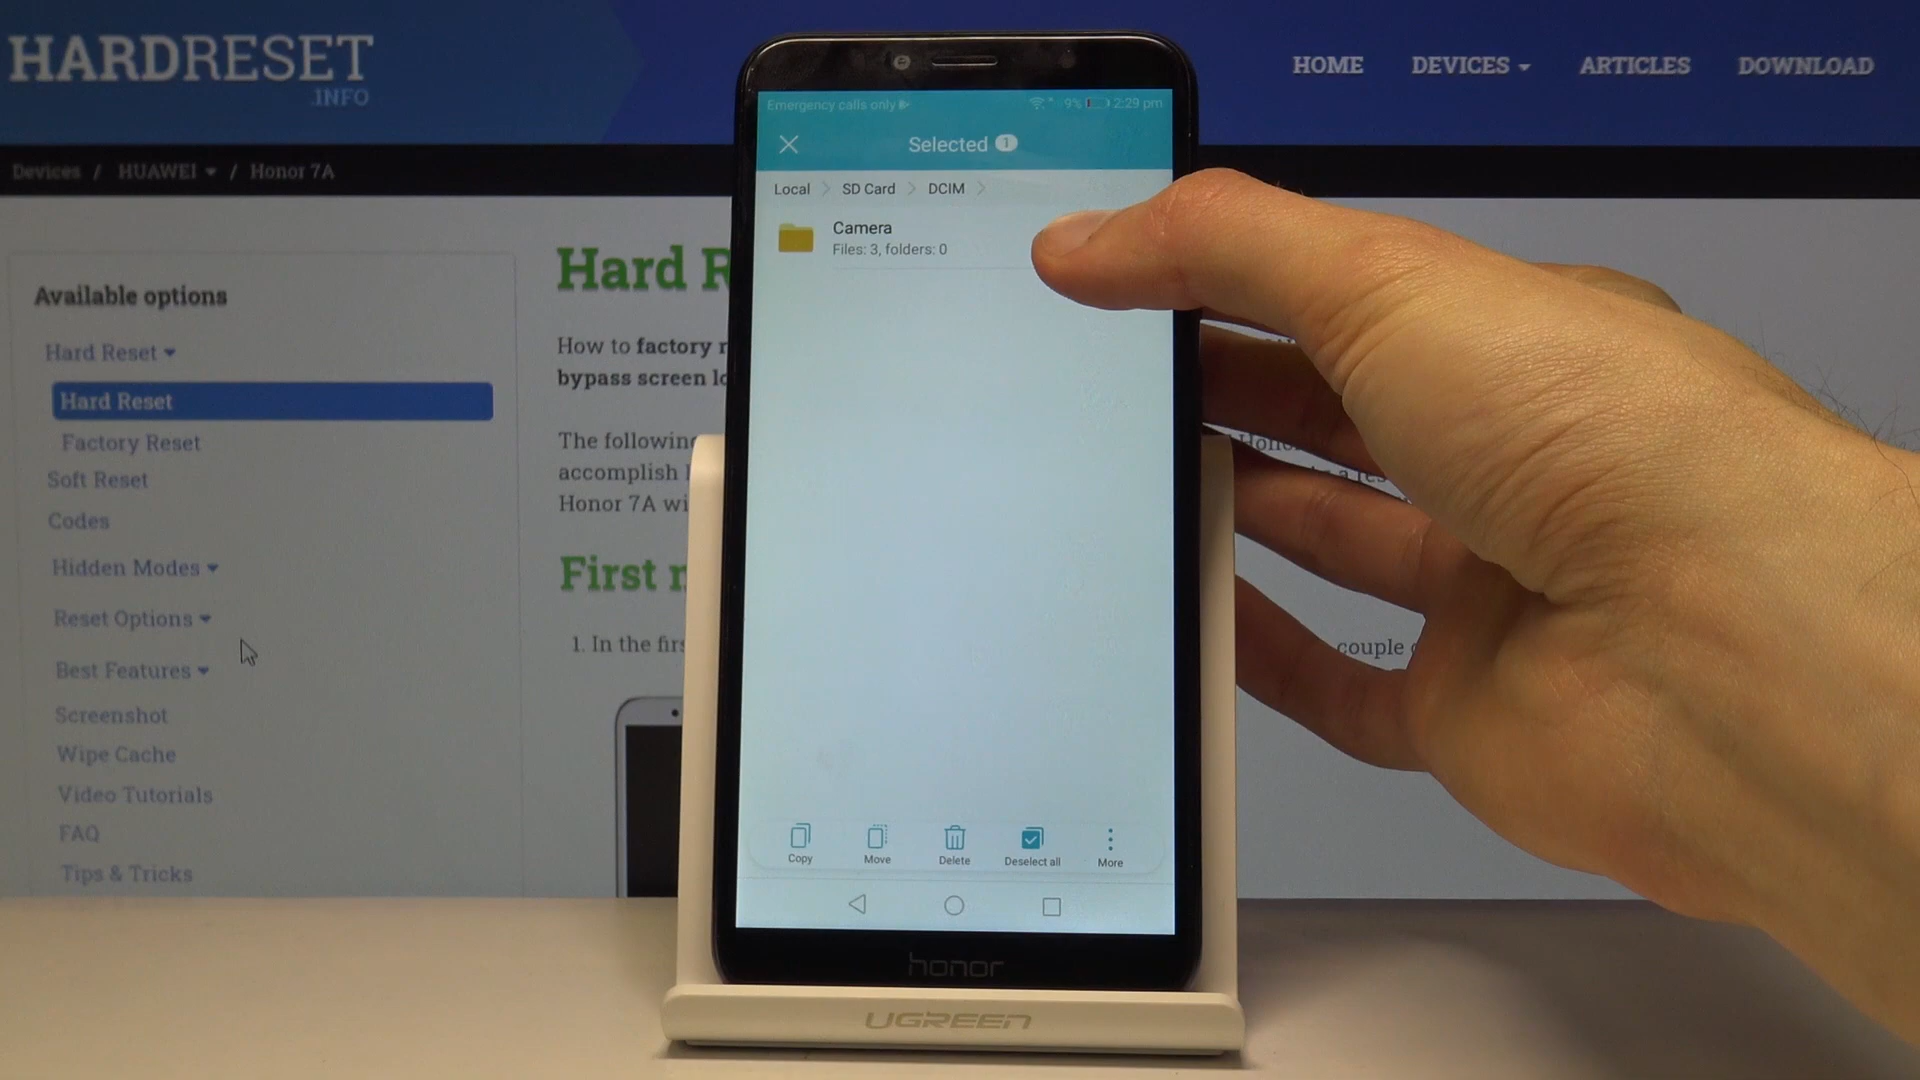 HARDRESET
.INFO
HOME DEVICES ARTICLES DOWNLOAD
Devices / HUAWEI / Honor 7A
Available options
Hard Reset
Hard Reset
Factory Reset
Soft Reset
Codes
Hidden Modes
Reset Options
Best Features
Screenshot
Wipe Cache
Video Tutorials
FAQ
Tips & Tricks
Hard R
How to factory r
bypass screen lo
The following
accomplish
Honor 7A wi
First
1. In the firs
couple
Emergency calls only 9% 2:29 pm
Selected 1
Local SD Card DCIM
Camera
Files: 3, folders: 0
Copy Move Delete Deselect all More
honor
UGREEN